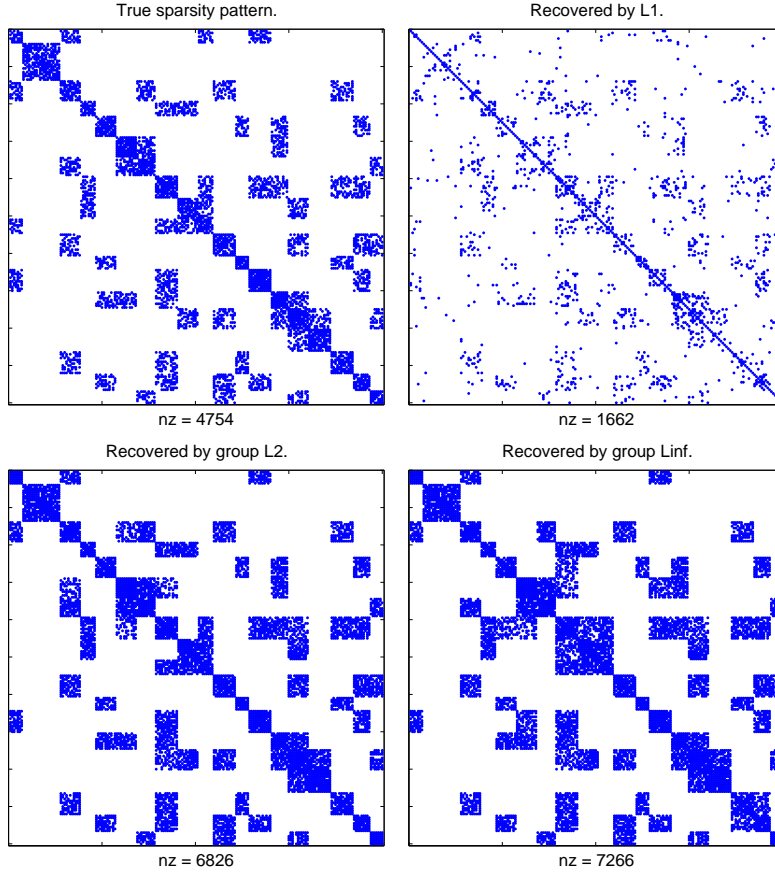 True sparsity pattern.
Recovered by L1.
nz = 4754
nz = 1662
Recovered by group L2.
Recovered by group Linf.
nz = 6826
nz = 7266